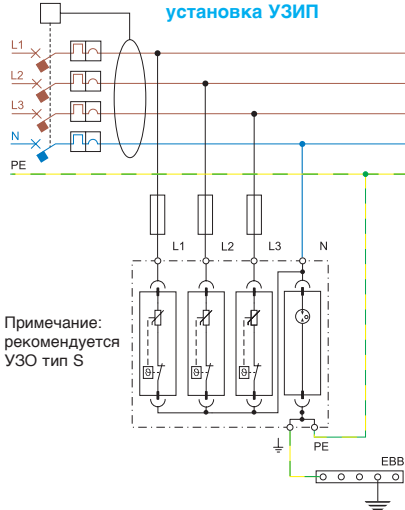 установка УЗИП
L1
L2
L3
N
PE
L1
L2
L3
N
Примечание:
рекомендуется
УЗО тип S
PE
EBB